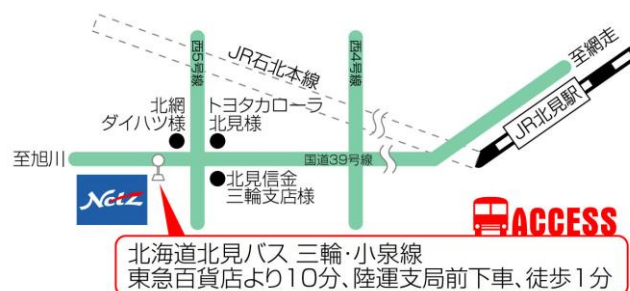 西5号線
JR石北本線
西4号線
至網走
JR北見駅
北網
ダイハツ様
トヨタカローラ
北見様
至旭川
国道39号線
北見信金
三輪支店様
Netz
ACCESS
北海道北見バス 三輪・小泉線
東急百貨店より10分、陸運支局前下車、徒歩1分